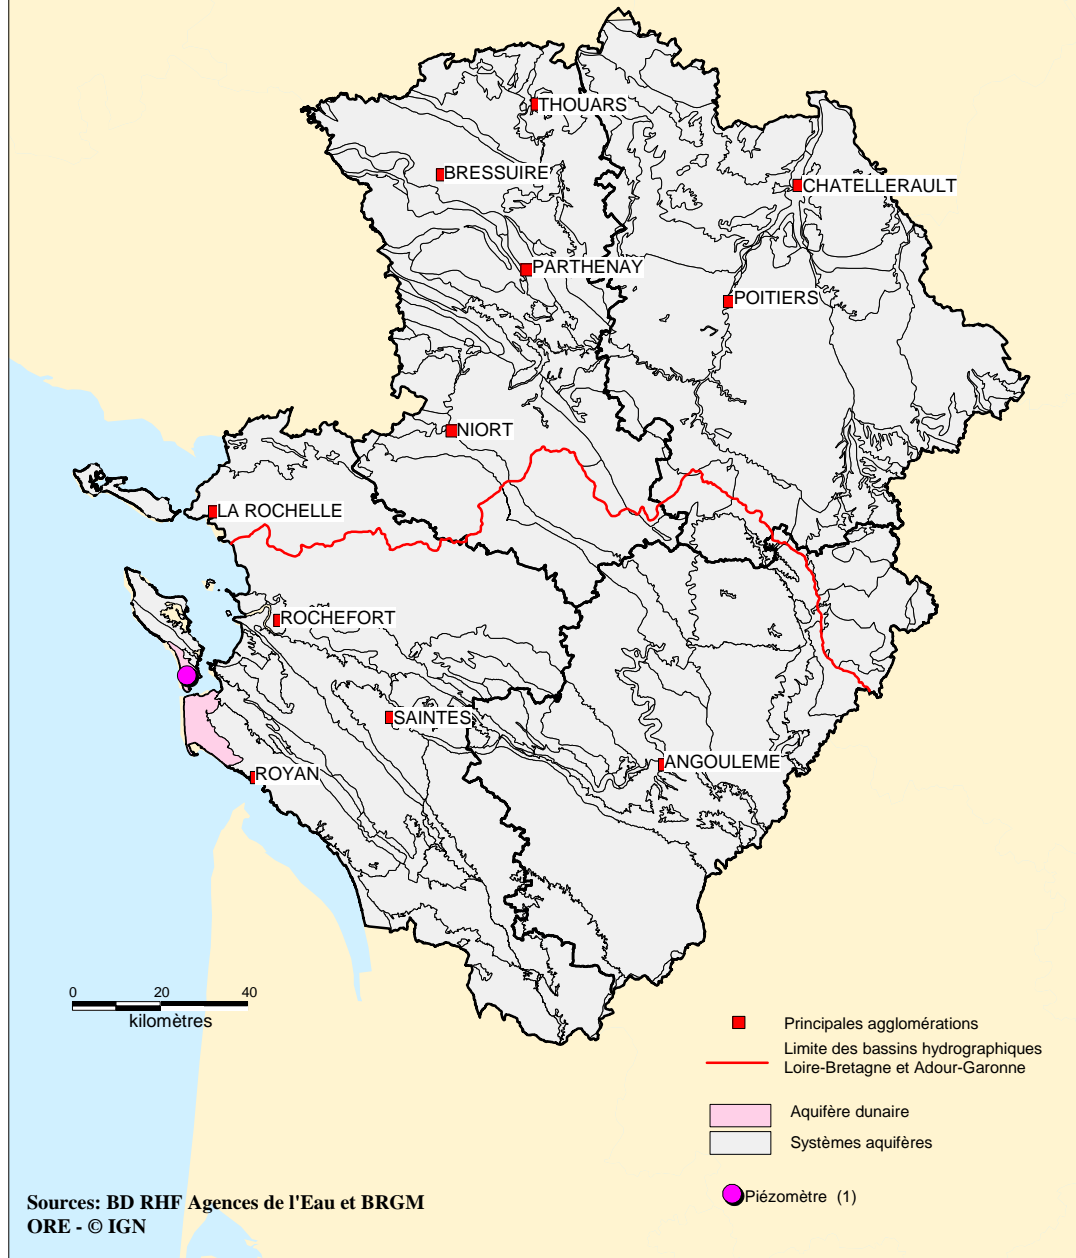 THOUARS
BRESSUIRE
CHATELLERAULT
PARTHENAY
POITIERS
NIORT
LA ROCHELLE
ROCHEFORT
SAINTES
ANGOULEME
ROYAN
0 20 40
kilomètres
Principales agglomérations
Limite des bassins hydrographiques
Loire-Bretagne et Adour-Garonne
Aquifère dunaire
Systèmes aquifères
Piézomètre (1)
Sources: BD RHF Agences de l'Eau et BRGM
ORE - © IGN